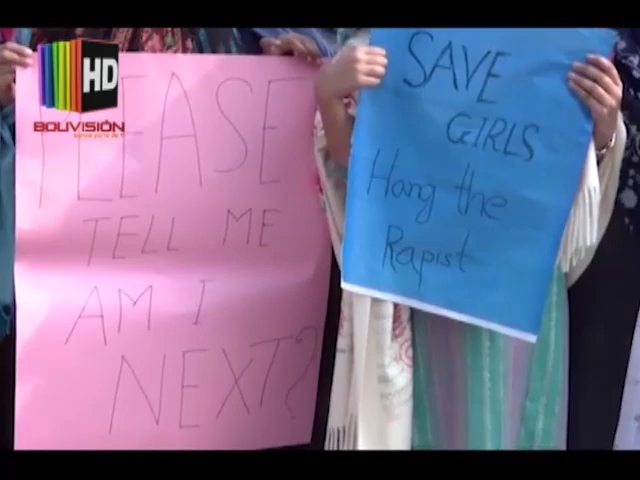 HD
BOLIVISIÓN
PLEASE
TELL ME
AM I
NEXT?
SAVE
GIRLS
Hang the
Rapist